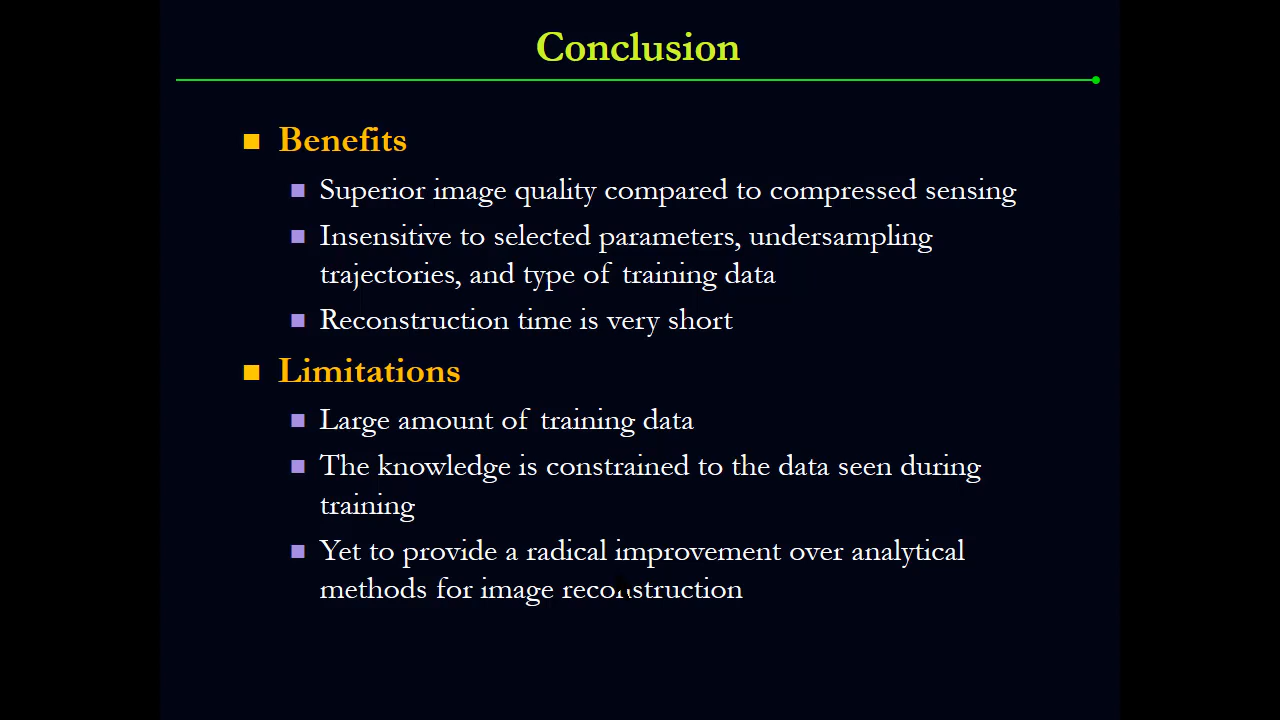 Conclusion
Benefits
Superior image quality compared to compressed sensing
Insensitive to selected parameters, undersampling
trajectories, and type of training data
Reconstruction time is very short
Limitations
Large amount of training data
The knowledge is constrained to the data seen during
training
Yet to provide a radical improvement over analytical
methods for image reconstruction